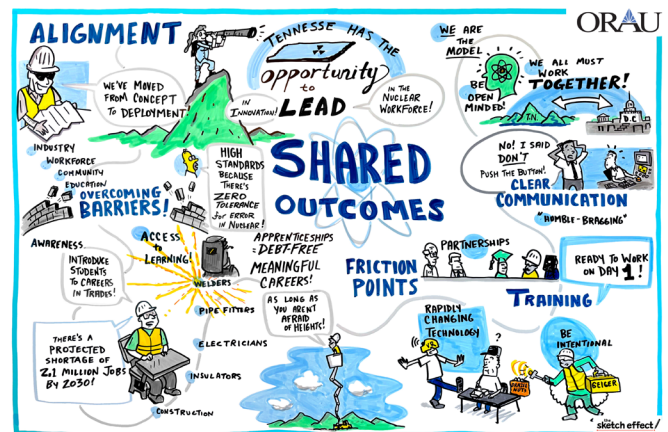 ORAU
ALIGNMENT
WE'VE MOVED
FROM CONCEPT
TO DEPLOYMENT
INDUSTRY
WORKFORCE
COMMUNITY
EDUCATION
TENNESSE HAS THE
OPPORTUNITY
to
LEAD
IN
INNOVATION!
IN THE
NUCLEAR
WORKFORCE!
WE ARE
THE
MODEL
BE
OPEN
MINDED!
WE ALL MUST
WORK
TOGETHER!
T.N.
D.C
NO! I SAID
DON'T
PUSH THE BUTTON!
CLEAR
COMMUNICATION
"HUMBLE-BRAGGING"
OVERCOMING
BARRIERS!
HIGH
STANDARDS
BECAUSE
THERE'S
ZERO
TOLERANCE
for ERROR
IN NUCLEAR!
SHARED
OUTCOMES
AWARENESS
INTRODUCE
STUDENTS
TO CAREERS
IN TRADES!
ACCESS
to
LEARNING!
WELDERS
PIPE FITTERS
ELECTRICIANS
INSULATORS
CONSTRUCTION
APPRENTICESHIPS
= DEBT-FREE
MEANINGFUL
CAREERS!
AS LONG AS
YOU ARENT
AFRAID
OF HEIGHTS!
THERE'S A
PROJECTED
SHORTAGE OF
2.1 MILLION JOBS
BY 2030!
FRICTION
POINTS
PARTNERSHIPS
TRAINING
READY TO WORK
ON DAY 1!
RAPIDLY
CHANGING
TECHNOLOGY
?
BE
INTENTIONAL
GEIGER
the
sketch effect/